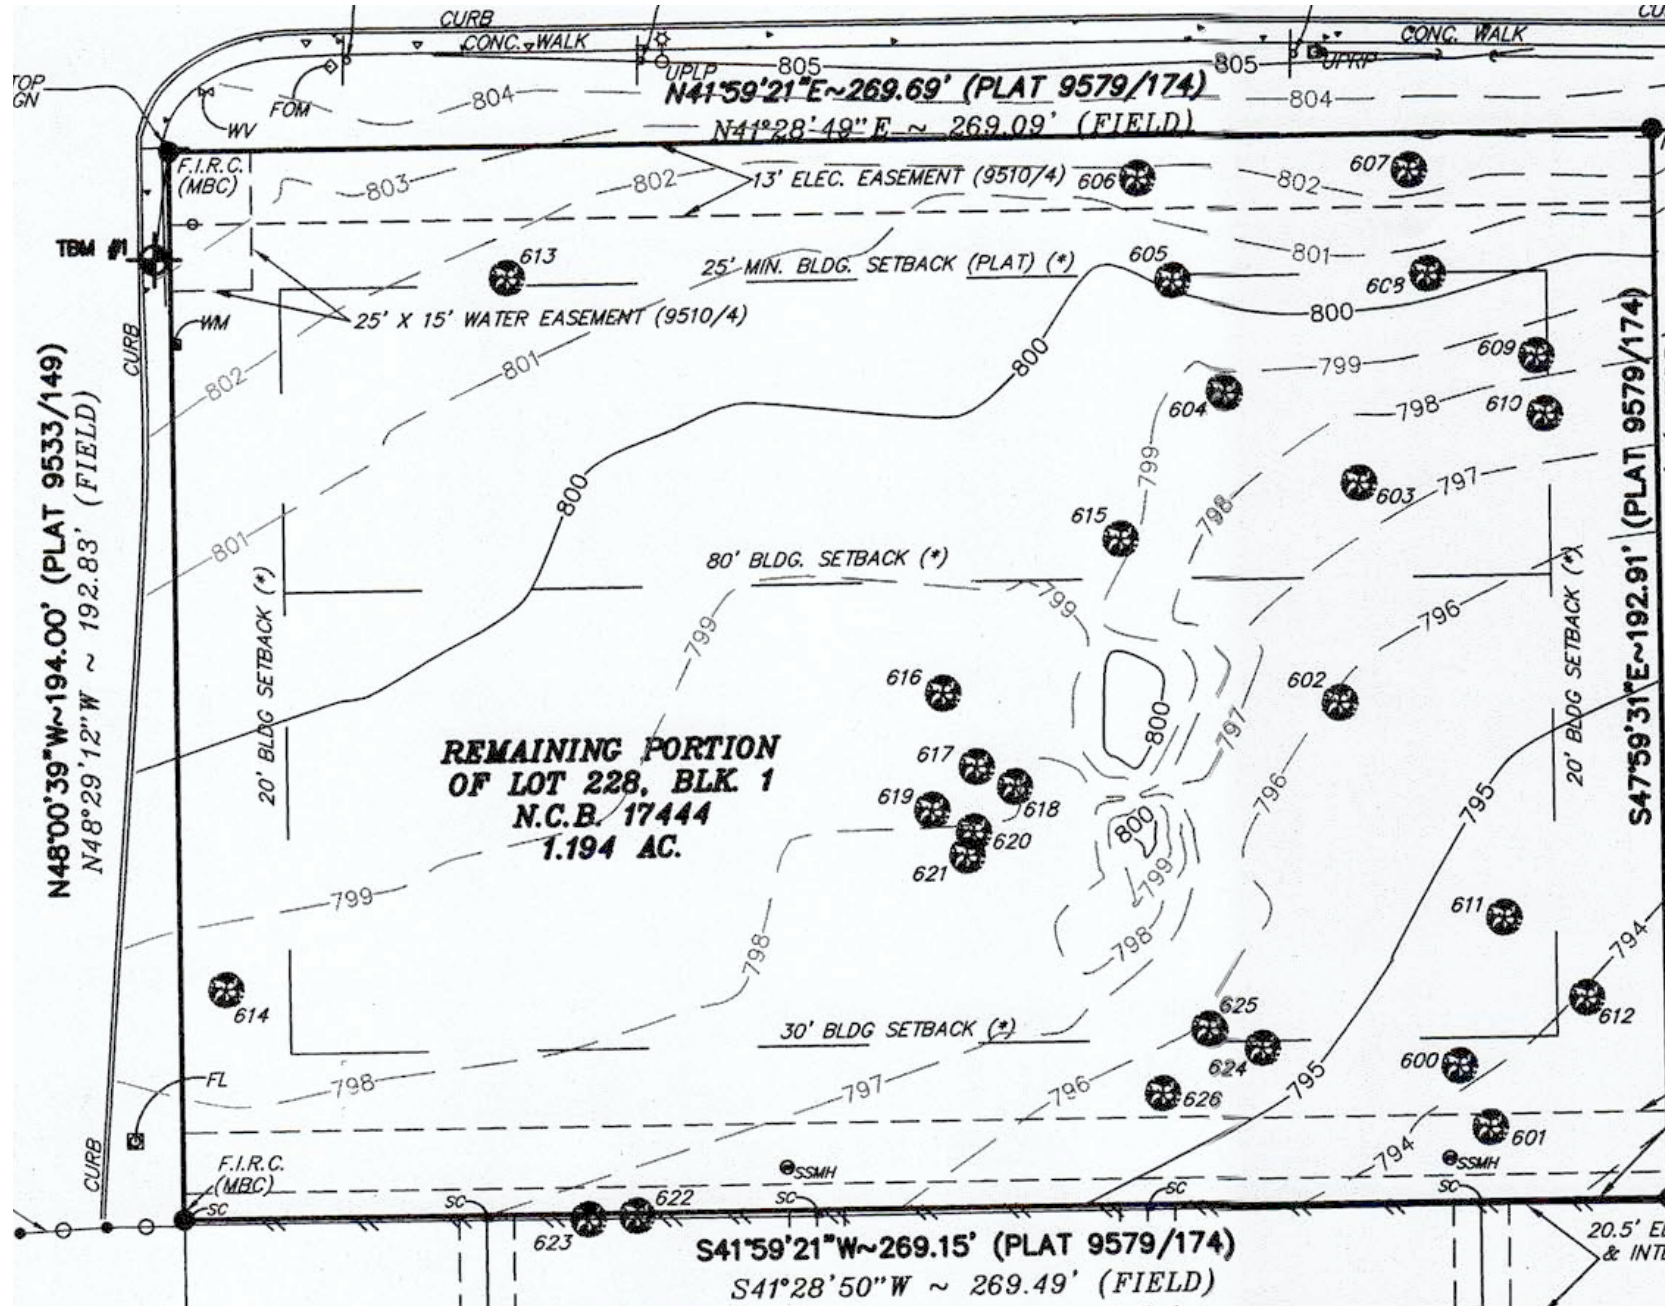 CURB
CONC. WALK
CONC. WALK
UPLP
UPRP
805
805
FOM
WV
804
804
N41°59'21"E~269.69' (PLAT 9579/174)
N41°28'49"E ~ 269.09' (FIELD)
F.I.R.C.
(MBC)
803
802
13' ELEC. EASEMENT (9510/4)
606
802
607
TBM #1
613
25' MIN. BLDG. SETBACK (PLAT) (*)
605
801
608
25' X 15' WATER EASEMENT (9510/4)
WM
CURB
802
801
800
800
799
609
604
798
610
N48°00'39"W~194.00' (PLAT 9533/149)
N48°29'12"W ~ 192.83' (FIELD)
S47°59'31"E~192.91' (PLAT 9579/174)
800
799
798
603
797
615
801
80' BLDG. SETBACK (*)
799
799
796
20' BLDG SETBACK (*)
20' BLDG SETBACK (*)
616
602
800
797
REMAINING PORTION
OF LOT 228, BLK. 1
N.C.B. 17444
1.194 AC.
617
618
619
620
621
800
796
795
799
799
798
798
611
794
614
625
612
30' BLDG SETBACK (*)
624
600
FL
798
797
796
626
795
601
794
CURB
F.I.R.C.
(MBC)
SC
SSMH
SSMH
SC
SC
SC
SC
622
623
S41°59'21"W~269.15' (PLAT 9579/174)
S41°28'50"W ~ 269.49' (FIELD)